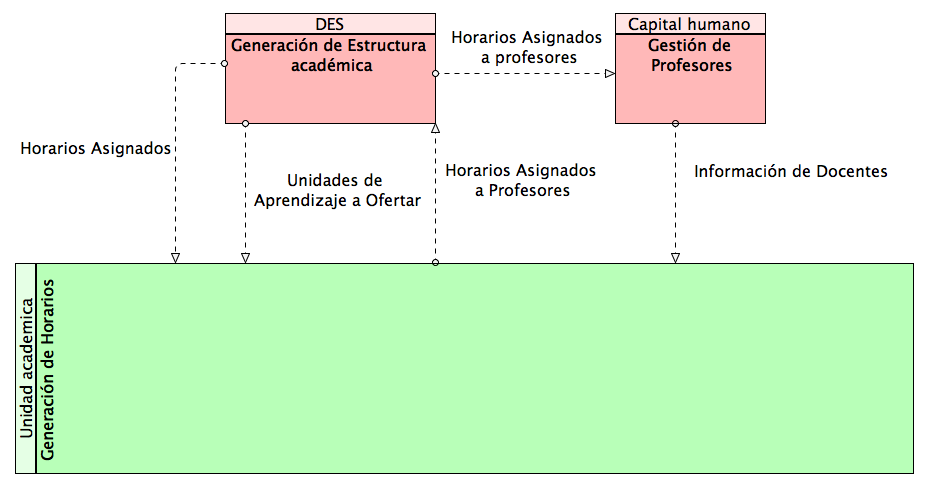 DES
Generación de Estructura
académica
Horarios Asignados
a profesores
Capital humano
Gestión de
Profesores
Horarios Asignados
Unidades de
Aprendizaje a Ofertar
Horarios Asignados
a Profesores
Información de Docentes
Unidad academica
Generación de Horarios